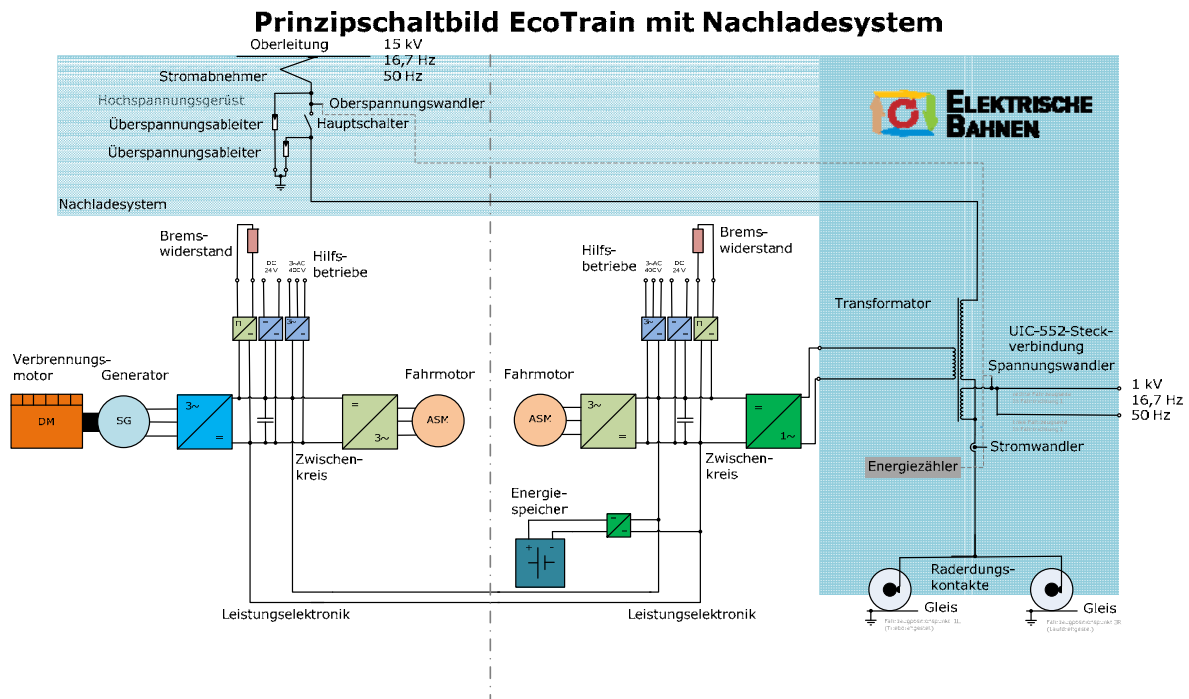 Prinzipschaltbild EcoTrain mit Nachladesystem
Oberleitung
15 kV
16,7 Hz
50 Hz
Stromabnehmer
Hochspannungsgerüst
Oberspannungswandler
Überspannungsableiter
Hauptschalter
Überspannungsableiter
Nachladesystem
ELEKTRISCHE
BAHNEN
Brems-
widerstand
DC
24 V
3~AC
400 V
Hilfs-
betriebe
Hilfs-
betriebe
3~AC
400 V
DC
24 V
Brems-
widerstand
Transformator
UIC-552-Steck-
verbindung
Spannungswandler
1 kV
16,7 Hz
50 Hz
Stromwandler
Energiezähler
Verbrennungs-
motor
Generator
DM
SG
3~
=
=
3~
Fahrmotor
ASM
Zwischen-
kreis
Fahrmotor
ASM
3~
=
=
1~
Zwischen-
kreis
Energie-
speicher
+ −
Leistungselektronik
Leistungselektronik
Raderdungs-
kontakte
Gleis
Gleis